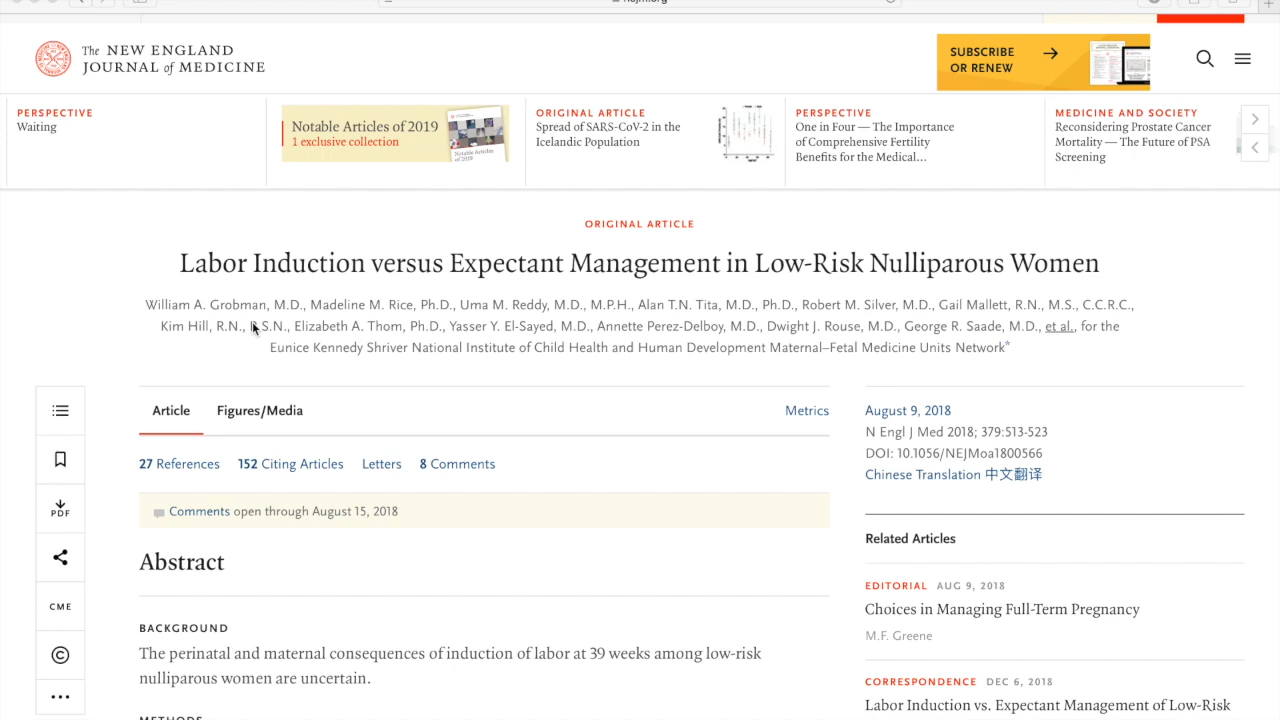 The NEW ENGLAND
JOURNAL of MEDICINE
SUBSCRIBE
OR RENEW
PERSPECTIVE
Waiting
Notable Articles of 2019
1 exclusive collection
Notable Articles
of 2019
ORIGINAL ARTICLE
Spread of SARS-CoV-2 in the
Icelandic Population
PERSPECTIVE
One in Four — The Importance
of Comprehensive Fertility
Benefits for the Medical...
MEDICINE AND SOCIETY
Reconsidering Prostate Cancer
Mortality — The Future of PSA
Screening
ORIGINAL ARTICLE
Labor Induction versus Expectant Management in Low-Risk Nulliparous Women
William A. Grobman, M.D., Madeline M. Rice, Ph.D., Uma M. Reddy, M.D., M.P.H., Alan T.N. Tita, M.D., Ph.D., Robert M. Silver, M.D., Gail Mallett, R.N., M.S., C.C.R.C.,
Kim Hill, R.N., B.S.N., Elizabeth A. Thom, Ph.D., Yasser Y. El-Sayed, M.D., Annette Perez-Delboy, M.D., Dwight J. Rouse, M.D., George R. Saade, M.D., et al., for the
Eunice Kennedy Shriver National Institute of Child Health and Human Development Maternal–Fetal Medicine Units Network*
Article Figures/Media Metrics
27 References 152 Citing Articles Letters 8 Comments
Comments open through August 15, 2018
Abstract
BACKGROUND
The perinatal and maternal consequences of induction of labor at 39 weeks among low-risk
nulliparous women are uncertain.
METHODS
PDF
CME
August 9, 2018
N Engl J Med 2018; 379:513-523
DOI: 10.1056/NEJMoa1800566
Chinese Translation 中文翻译
Related Articles
EDITORIAL AUG 9, 2018
Choices in Managing Full-Term Pregnancy
M.F. Greene
CORRESPONDENCE DEC 6, 2018
Labor Induction vs. Expectant Management of Low-Risk